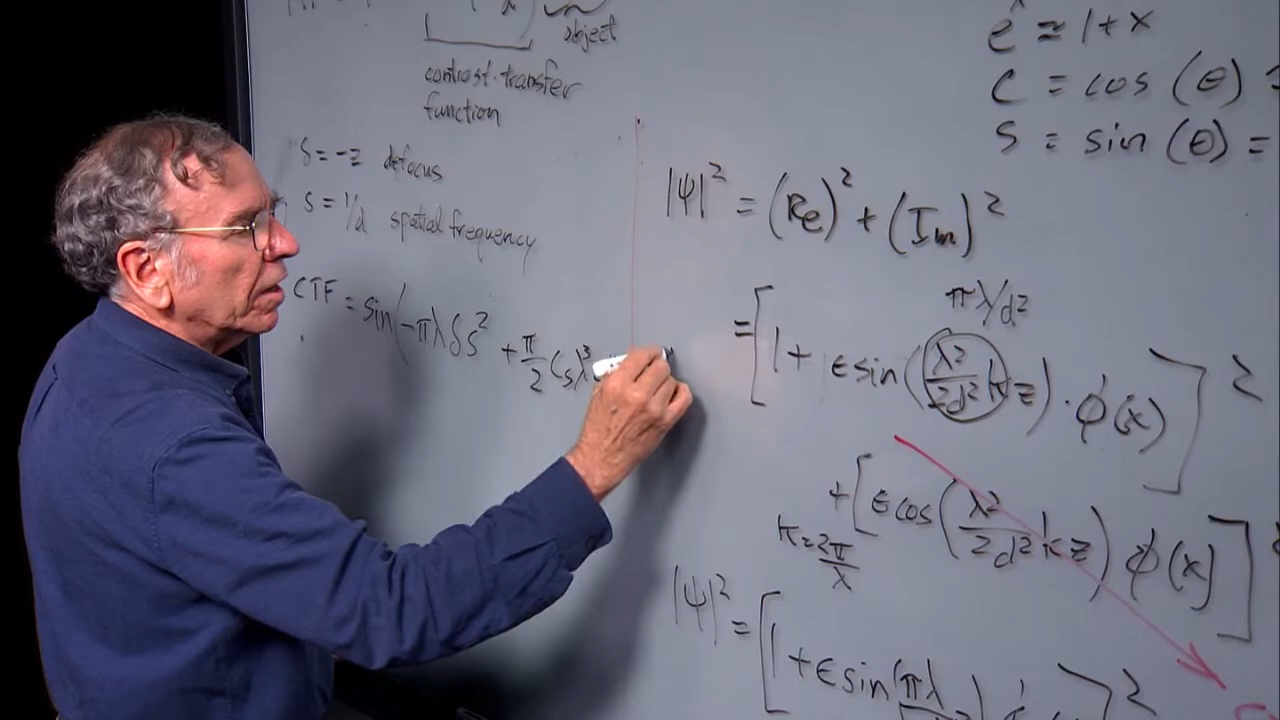 object
contrast-transfer
function
δ = -z defocus
s = 1/d spatial frequency
CTF = sin(-πλδs² + π/2 Csλ³
e^x ≈ 1+x
C = cos (θ) =
S = sin (θ) =
|ψ|² = (Re)² + (Im)²
πλ/d²
= [1 + ϵ sin(λ²/2d² k z) · ϕ(x)]²
+ [ϵ cos(λ²/2d² k z) ϕ(x)]²
k = 2π/λ
|ψ|² = [1 + ϵ sin(πλ